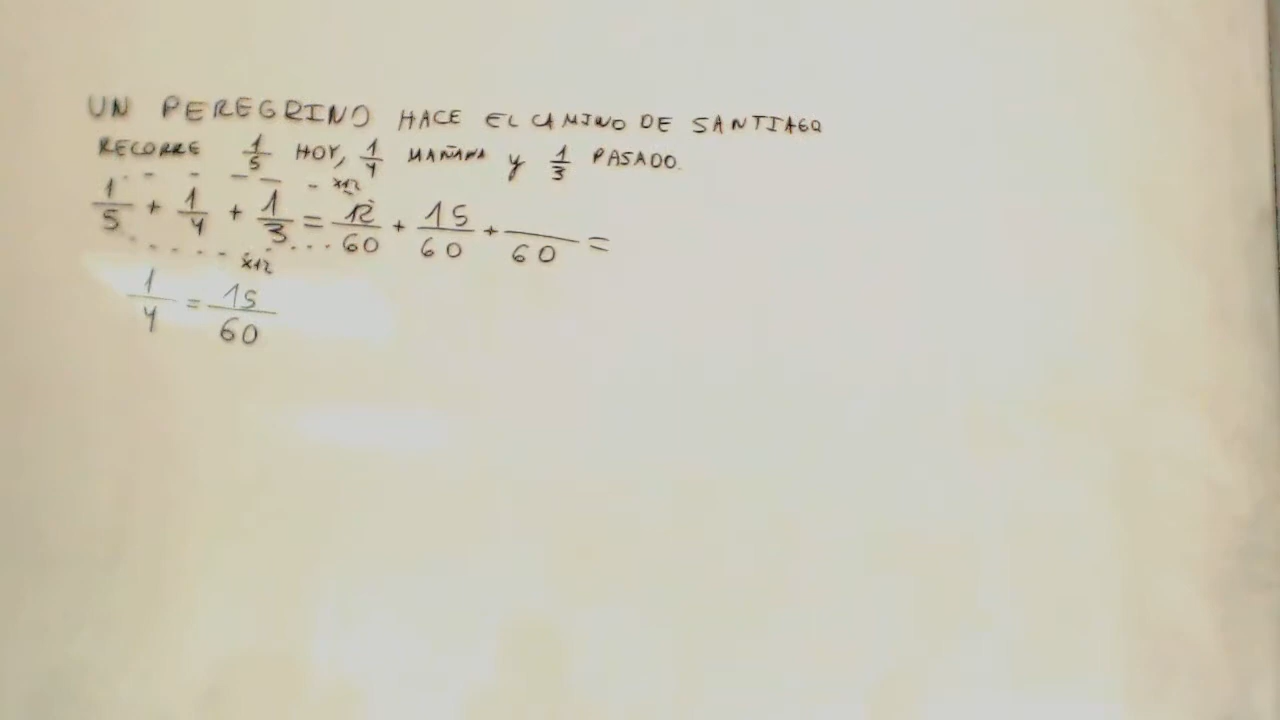 UN PEREGRINO HACE EL CAMINO DE SANTIAGO
RECORRE 1/5 HOY, 1/4 MAÑANA Y 1/3 PASADO.
x12
1/5 + 1/4 + 1/3 = 12/60 + 15/60 + /60 =
x12
1/4 = 15/60